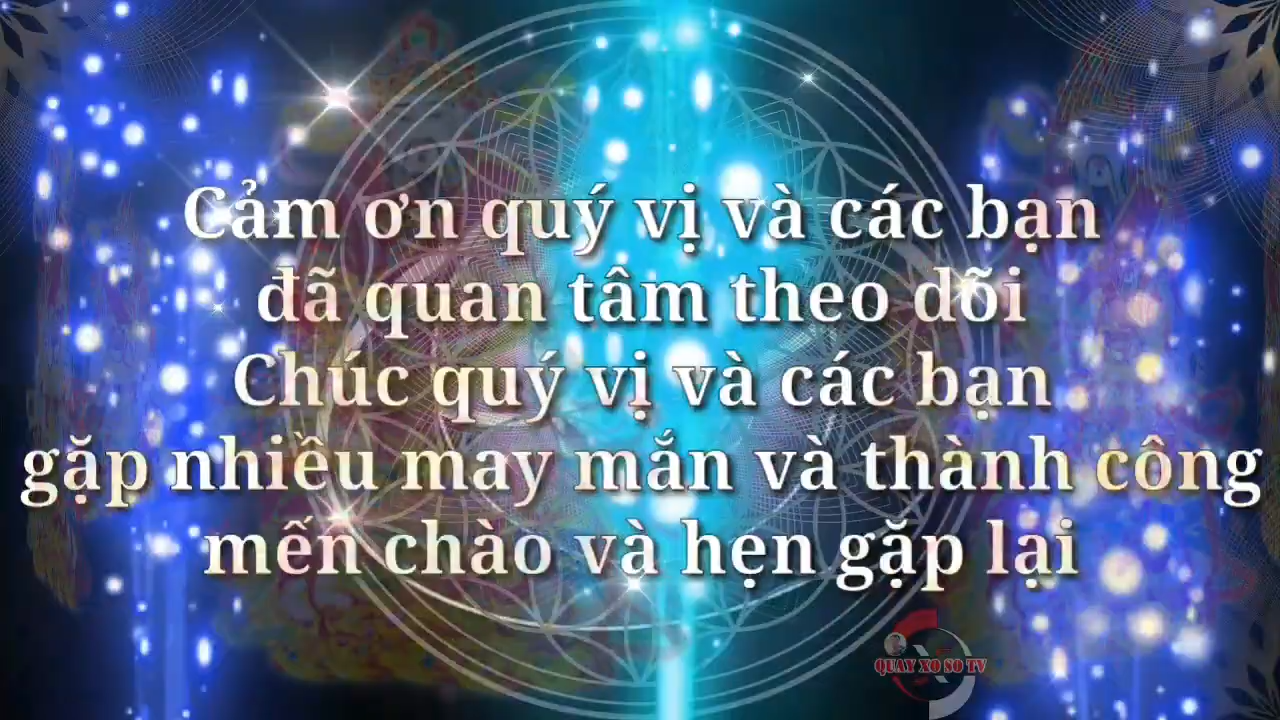 Cảm ơn quý vị và các bạn
đã quan tâm theo dõi
Chúc quý vị và các bạn
gặp nhiều may mắn và thành công
mến chào và hẹn gặp lại
QUAY XO SO TV